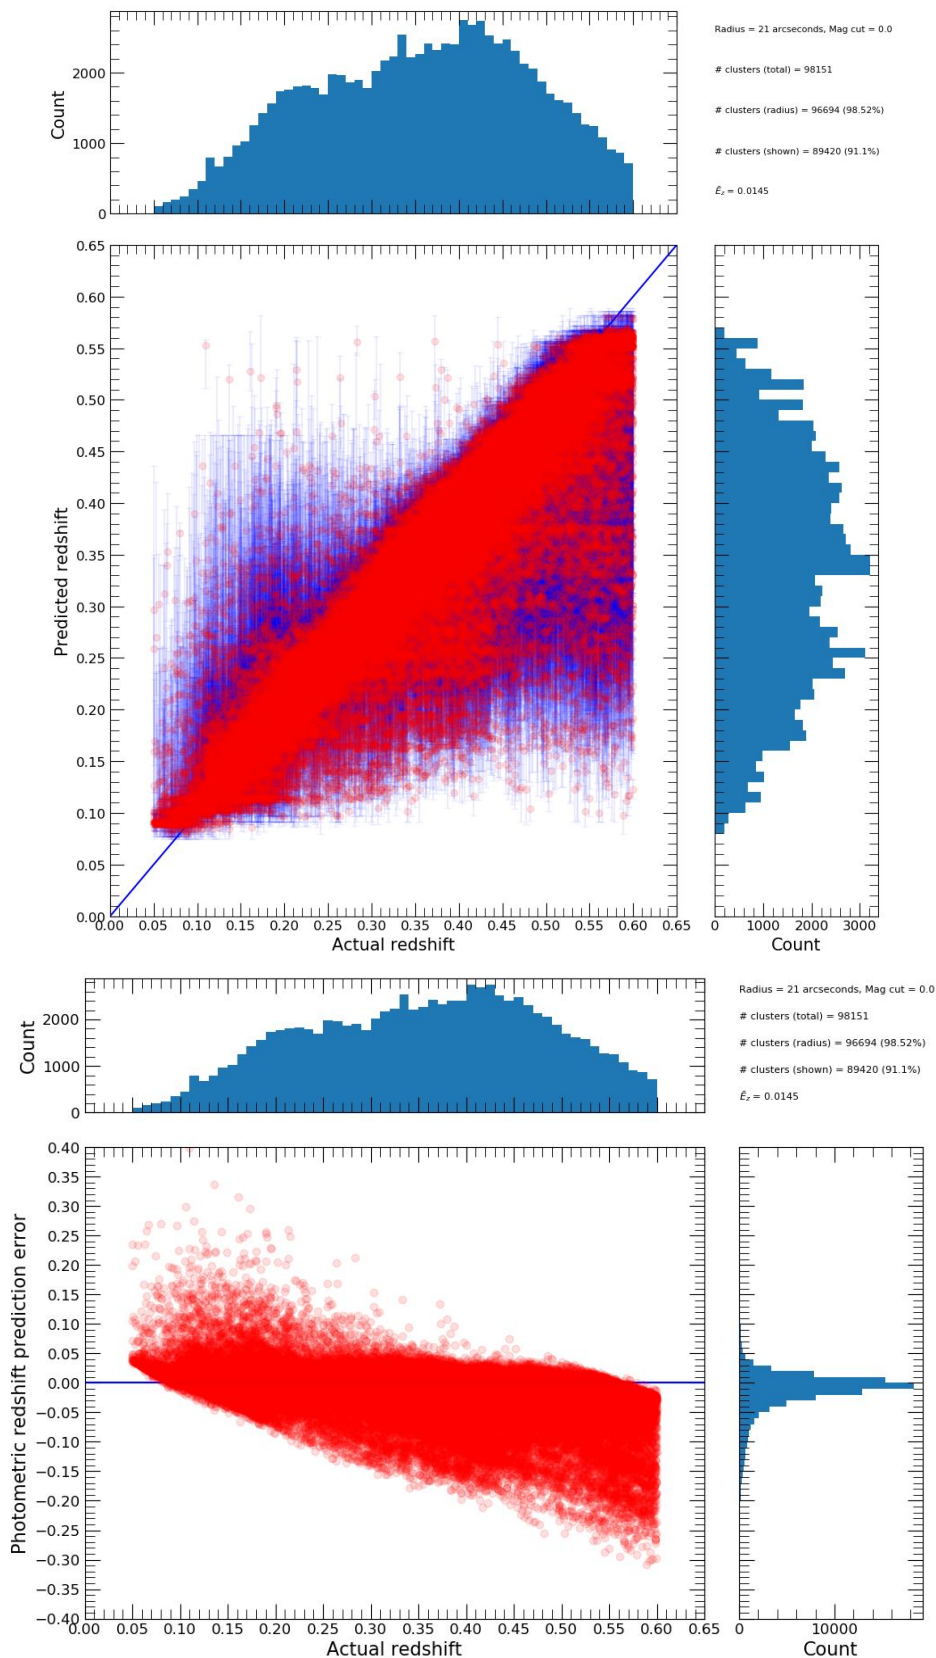 2000
1000
0
Count
Radius = 21 arcseconds, Mag cut = 0.0
# clusters (total) = 98151
# clusters (radius) = 96694 (98.52%)
# clusters (shown) = 89420 (91.1%)
Ēz = 0.0145
0.65
0.60
0.55
0.50
0.45
0.40
0.35
0.30
0.25
0.20
0.15
0.10
0.05
0.00
Predicted redshift
0.00 0.05 0.10 0.15 0.20 0.25 0.30 0.35 0.40 0.45 0.50 0.55 0.60 0.65
Actual redshift
0 1000 2000 3000
Count
2000
1000
0
Count
Radius = 21 arcseconds, Mag cut = 0.0
# clusters (total) = 98151
# clusters (radius) = 96694 (98.52%)
# clusters (shown) = 89420 (91.1%)
Ēz = 0.0145
0.40
0.35
0.30
0.25
0.20
0.15
0.10
0.05
0.00
−0.05
−0.10
−0.15
−0.20
−0.25
−0.30
−0.35
−0.40
Photometric redshift prediction error
0.00 0.05 0.10 0.15 0.20 0.25 0.30 0.35 0.40 0.45 0.50 0.55 0.60 0.65
Actual redshift
0 10000
Count